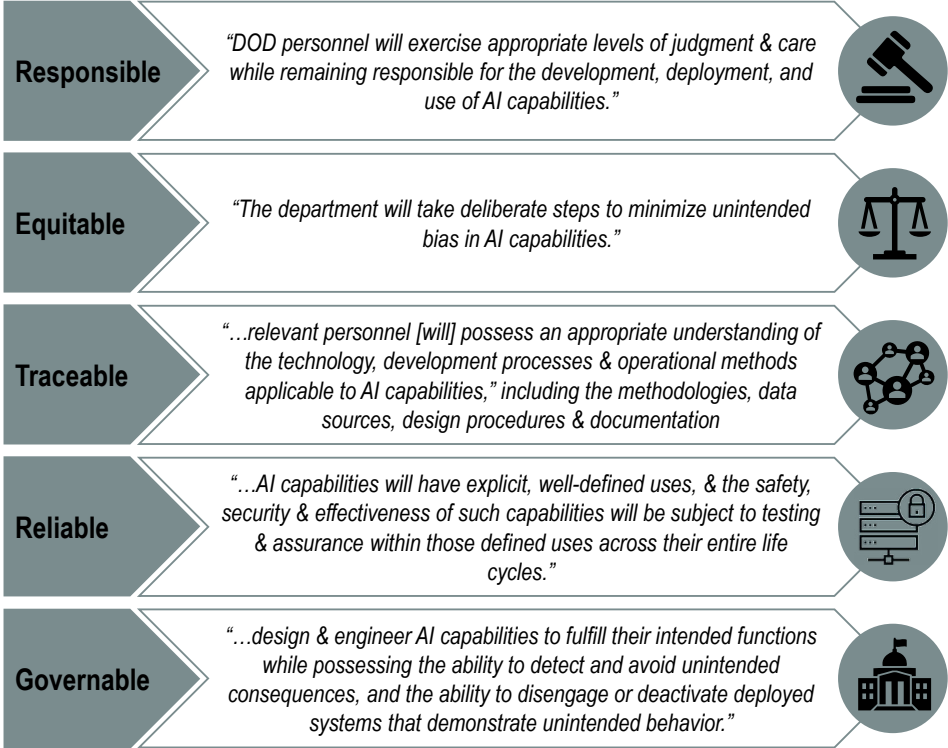 Responsible
“DOD personnel will exercise appropriate levels of judgment & care
while remaining responsible for the development, deployment, and
use of AI capabilities.”
Equitable
“The department will take deliberate steps to minimize unintended
bias in AI capabilities.”
Traceable
“…relevant personnel [will] possess an appropriate understanding of
the technology, development processes & operational methods
applicable to AI capabilities,” including the methodologies, data
sources, design procedures & documentation
Reliable
“…AI capabilities will have explicit, well-defined uses, & the safety,
security & effectiveness of such capabilities will be subject to testing
& assurance within those defined uses across their entire life
cycles.”
Governable
“…design & engineer AI capabilities to fulfill their intended functions
while possessing the ability to detect and avoid unintended
consequences, and the ability to disengage or deactivate deployed
systems that demonstrate unintended behavior.”